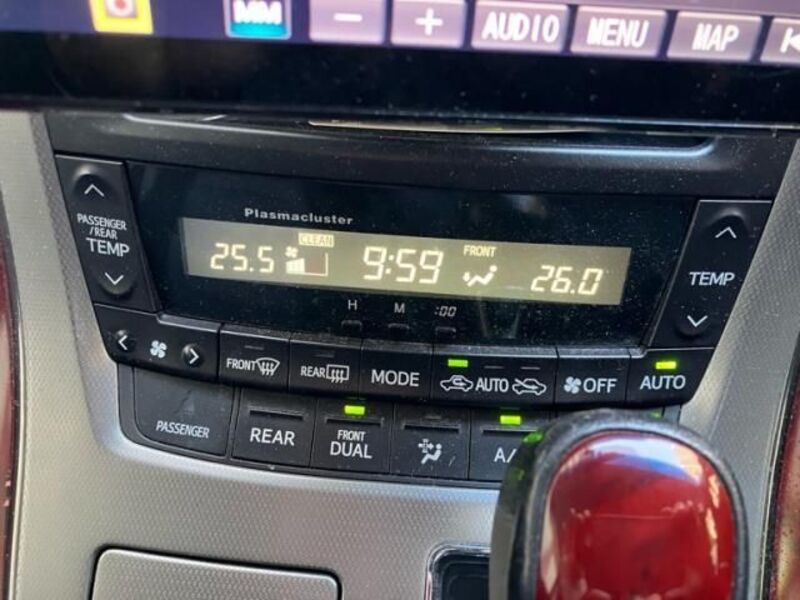 MM − + AUDIO MENU MAP
Plasmacluster
PASSENGER
/REAR
TEMP
25.5 CLEAN 9:59 FRONT 26.0
TEMP
H M :00
FRONT REAR MODE AUTO OFF AUTO
PASSENGER REAR FRONT
DUAL A/